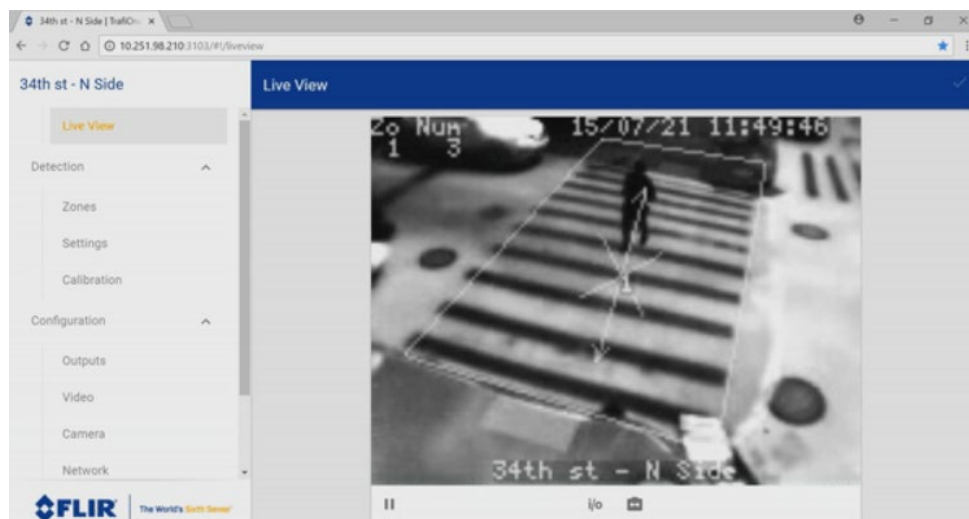 34th st - N Side | TrafiOn
10.251.98.210:3103/#!/liveview
34th st - N Side
Live View
Live View
Detection
Zones
Settings
Calibration
Configuration
Outputs
Video
Camera
Network
FLIR
The World's Sixth Sense
Zo Num 15/07/21 11:49:46
1 3
1
34th st - N Side
i/o